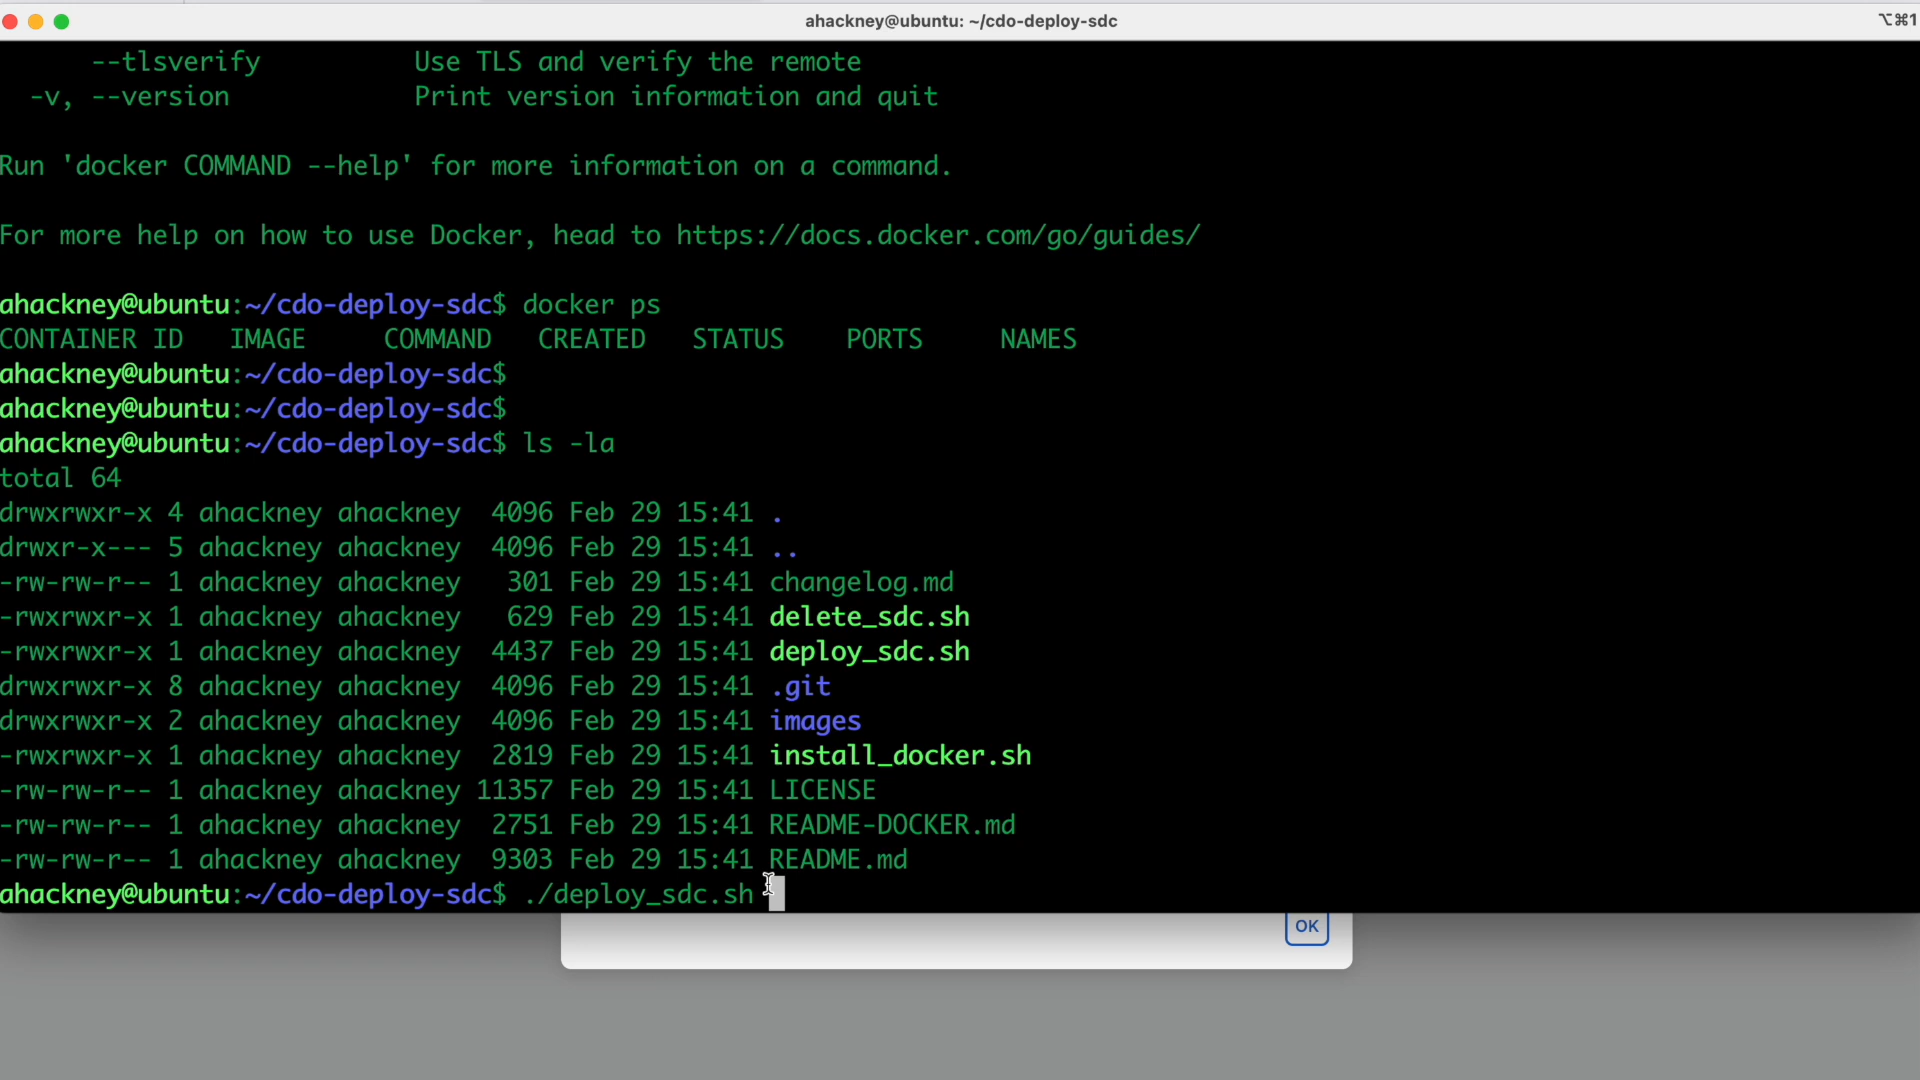 ahackney@ubuntu: ~/cdo-deploy-sdc
⌥⌘1
--tlsverify Use TLS and verify the remote
-v, --version Print version information and quit
Run 'docker COMMAND --help' for more information on a command.
For more help on how to use Docker, head to https://docs.docker.com/go/guides/
ahackney@ubuntu:~/cdo-deploy-sdc$ docker ps
CONTAINER ID IMAGE COMMAND CREATED STATUS PORTS NAMES
ahackney@ubuntu:~/cdo-deploy-sdc$
ahackney@ubuntu:~/cdo-deploy-sdc$
ahackney@ubuntu:~/cdo-deploy-sdc$ ls -la
total 64
drwxrwxr-x 4 ahackney ahackney 4096 Feb 29 15:41 .
drwxr-x--- 5 ahackney ahackney 4096 Feb 29 15:41 ..
-rw-rw-r-- 1 ahackney ahackney 301 Feb 29 15:41 changelog.md
-rwxrwxr-x 1 ahackney ahackney 629 Feb 29 15:41 delete_sdc.sh
-rwxrwxr-x 1 ahackney ahackney 4437 Feb 29 15:41 deploy_sdc.sh
drwxrwxr-x 8 ahackney ahackney 4096 Feb 29 15:41 .git
drwxrwxr-x 2 ahackney ahackney 4096 Feb 29 15:41 images
-rwxrwxr-x 1 ahackney ahackney 2819 Feb 29 15:41 install_docker.sh
-rw-rw-r-- 1 ahackney ahackney 11357 Feb 29 15:41 LICENSE
-rw-rw-r-- 1 ahackney ahackney 2751 Feb 29 15:41 README-DOCKER.md
-rw-rw-r-- 1 ahackney ahackney 9303 Feb 29 15:41 README.md
ahackney@ubuntu:~/cdo-deploy-sdc$ ./deploy_sdc.sh
OK